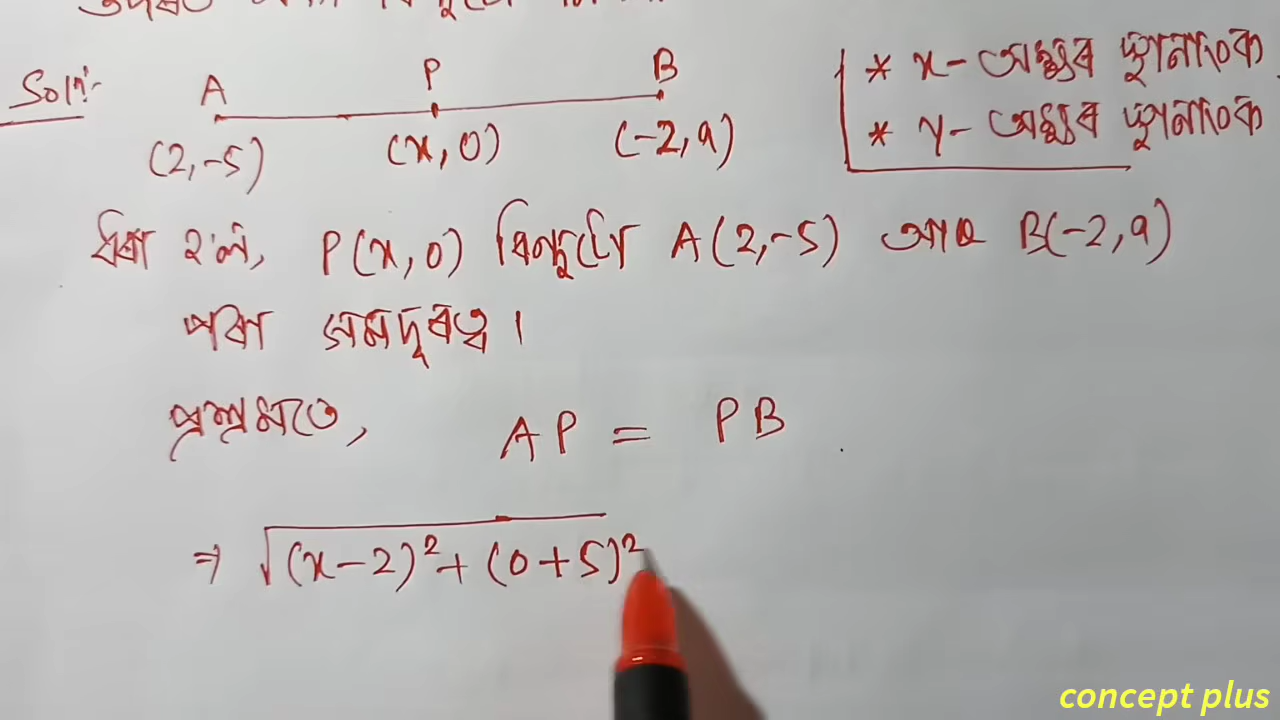 Solⁿ:-
A P B
(2,-5) (x,0) (-2,9)
* x- অক্ষৰ স্থানাংক
* y- অক্ষৰ স্থানাংক
ধৰা হ'ল, P(x,0) বিন্দুটো A(2,-5) আৰু B(-2,9)
পৰা সমদূৰত্ব ।
প্ৰশ্নমতে, AP = PB
⇒ √(x-2)²+(0+5)²
concept plus